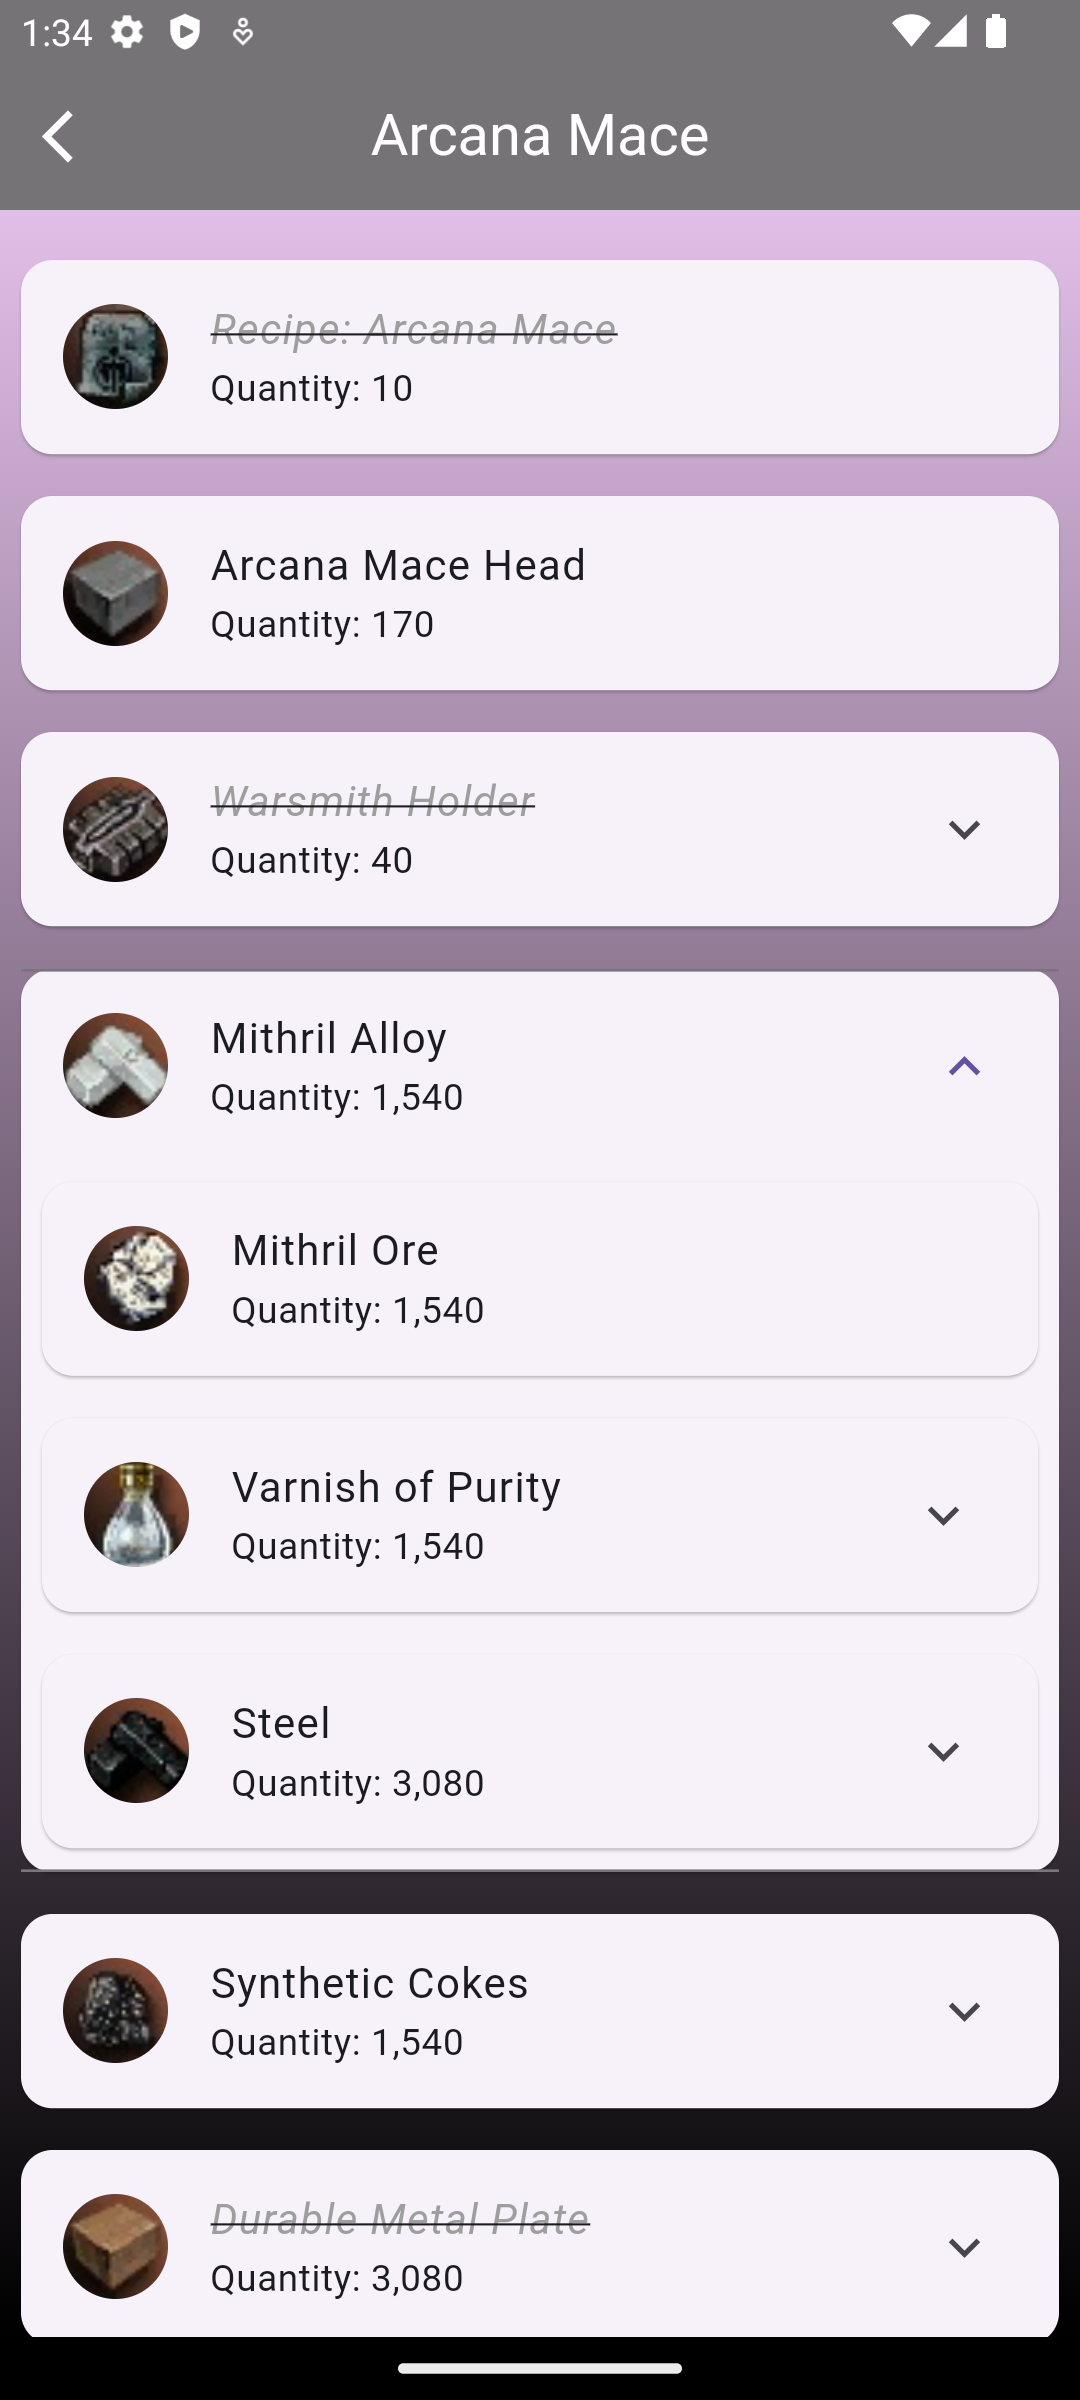 1:34
Arcana Mace
Recipe: Arcana Mace
Quantity: 10
Arcana Mace Head
Quantity: 170
Warsmith Holder
Quantity: 40
Mithril Alloy
Quantity: 1,540
Mithril Ore
Quantity: 1,540
Varnish of Purity
Quantity: 1,540
Steel
Quantity: 3,080
Synthetic Cokes
Quantity: 1,540
Durable Metal Plate
Quantity: 3,080